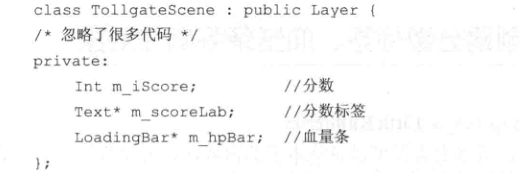 class TollgateScene : public Layer {
/* 忽略了很多代码 */
private:
Int m_iScore; //分数
Text* m_scoreLab; //分数标签
LoadingBar* m_hpBar; //血量条
};